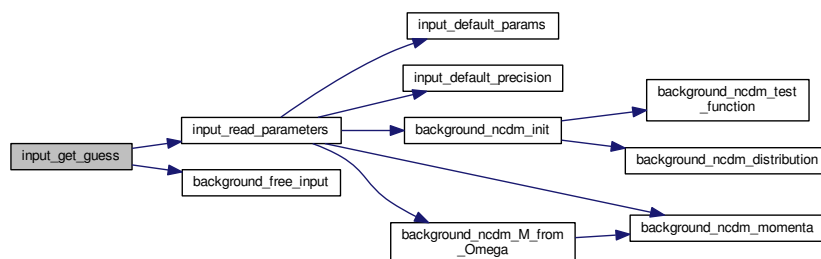 input_default_params
input_default_precision
background_ncdm_test
_function
input_read_parameters
background_ncdm_init
input_get_guess
background_ncdm_distribution
background_free_input
background_ncdm_momenta
background_ncdm_M_from
_Omega